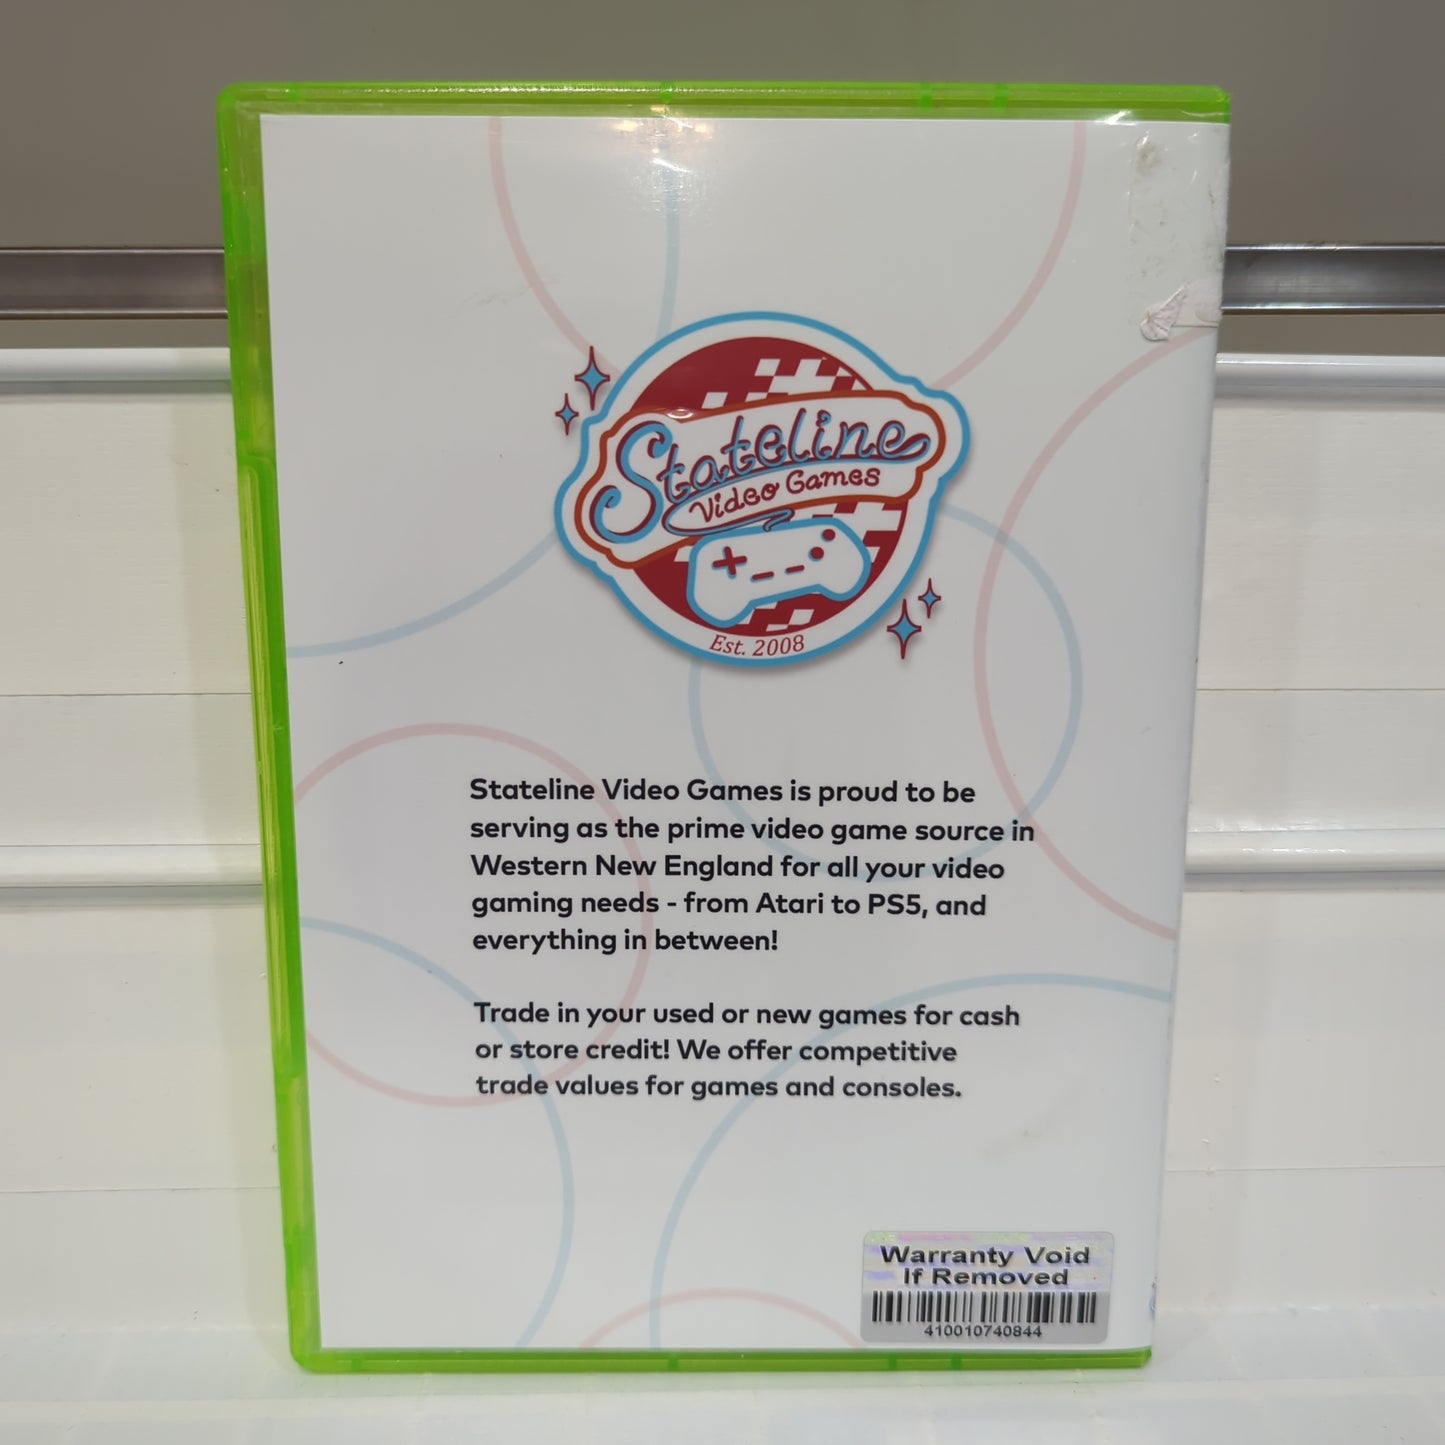 Stateline
Video Games
Est. 2008
Stateline Video Games is proud to be
serving as the prime video game source in
Western New England for all your video
gaming needs - from Atari to PS5, and
everything in between!
Trade in your used or new games for cash
or store credit! We offer competitive
trade values for games and consoles.
Warranty Void
If Removed
410010740844